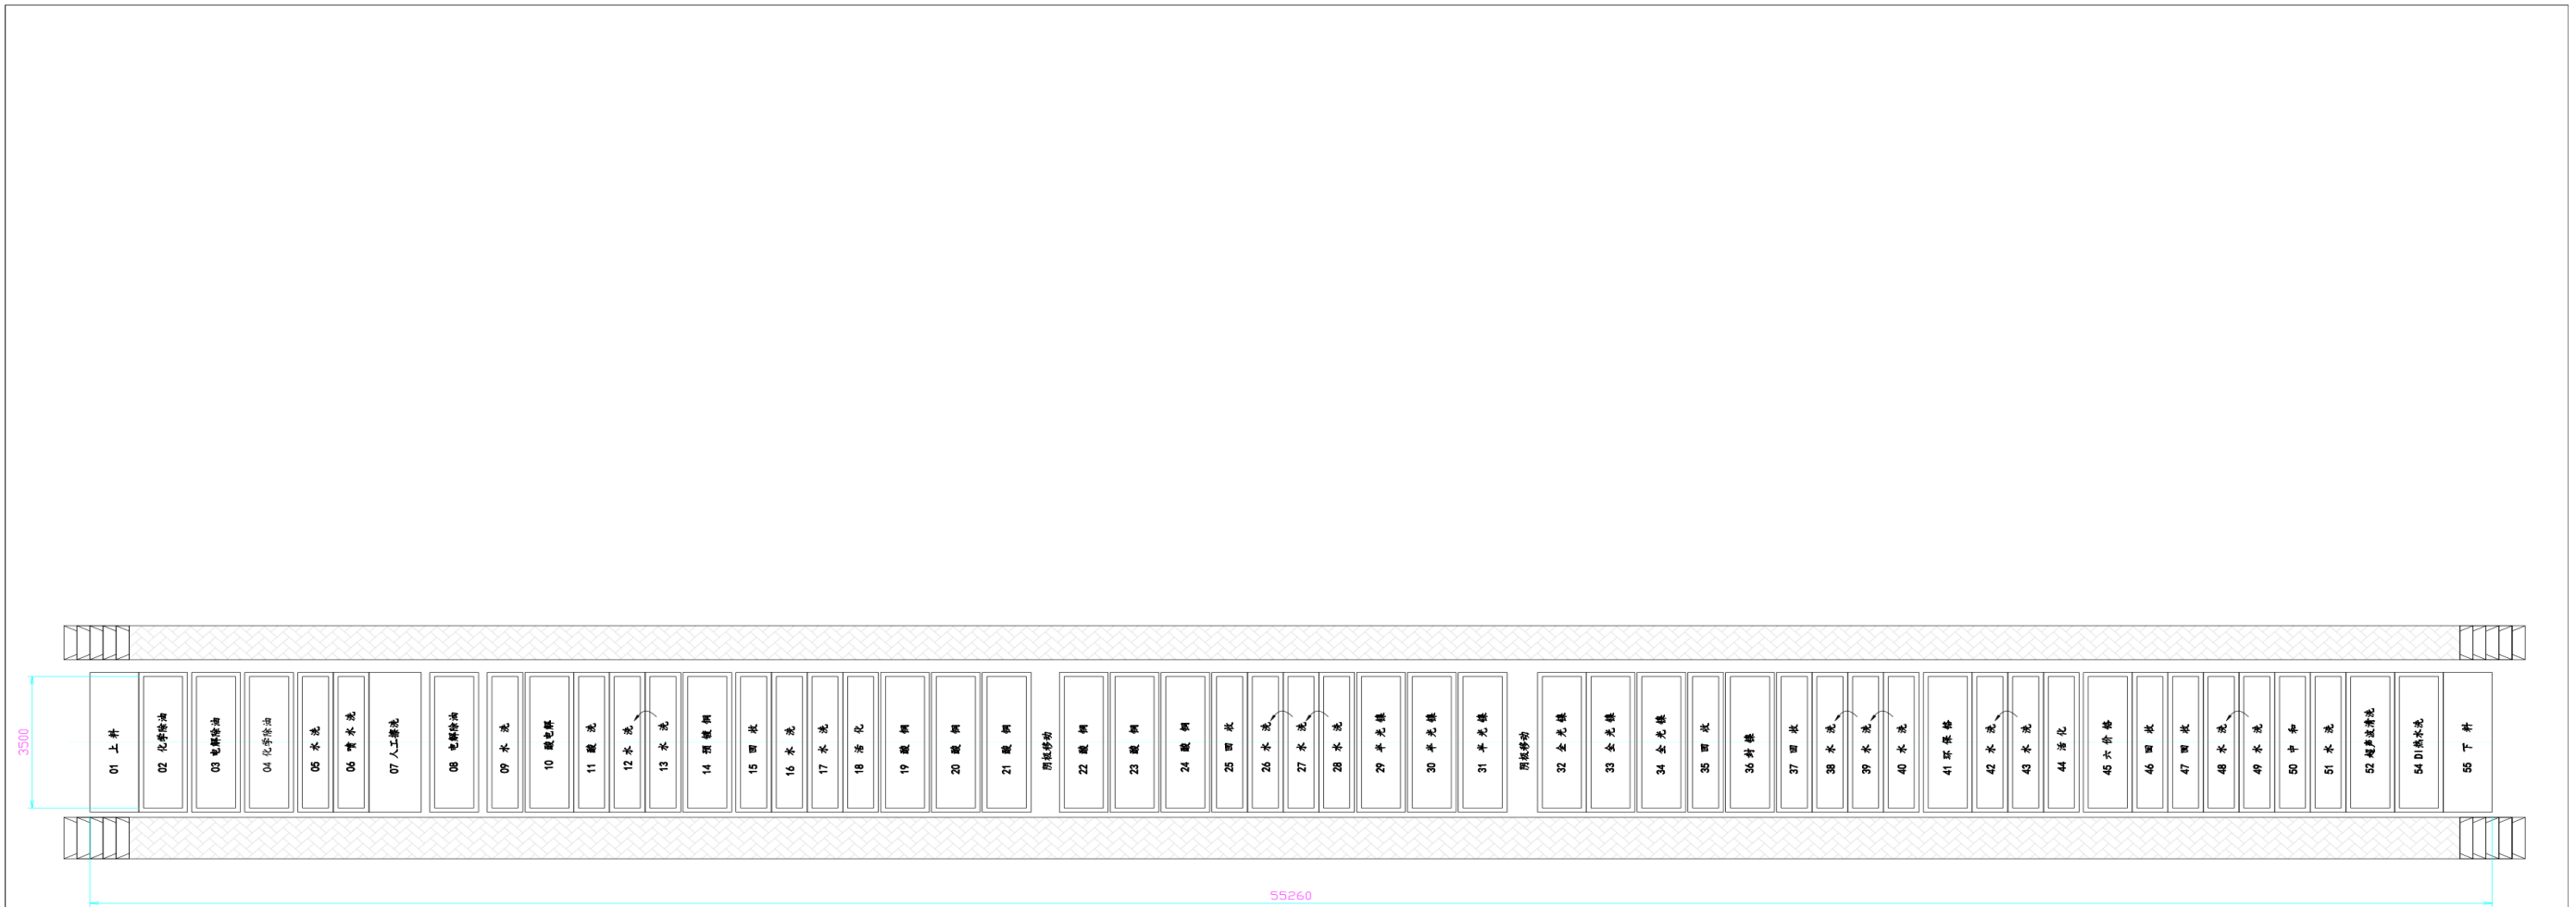 01 上 料
02 化学除油
03 电解除油
04 化学除油
05 水 洗
06 喷 水 洗
07 人工擦洗
08 电解除油
09 水 洗
10 酸电解
11 酸 洗
12 水 洗
13 水 洗
14 预 镀 铜
15 回 收
16 水 洗
17 水 洗
18 活 化
19 酸 铜
20 酸 铜
21 酸 铜
阴极移动
22 酸 铜
23 酸 铜
24 酸 铜
25 回 收
26 水 洗
27 水 洗
28 水 洗
29 半 光 镍
30 半 光 镍
31 半 光 镍
阴极移动
32 全 光 镍
33 全 光 镍
34 全 光 镍
35 回 收
36 封 镍
37 回 收
38 水 洗
39 水 洗
40 水 洗
41 环 保 铬
42 水 洗
43 水 洗
44 活 化
45 六 价 铬
46 回 收
47 回 收
48 水 洗
49 水 洗
50 中 和
51 水 洗
52 超声波清洗
54 DI热水洗
55 下 料
3500
55260